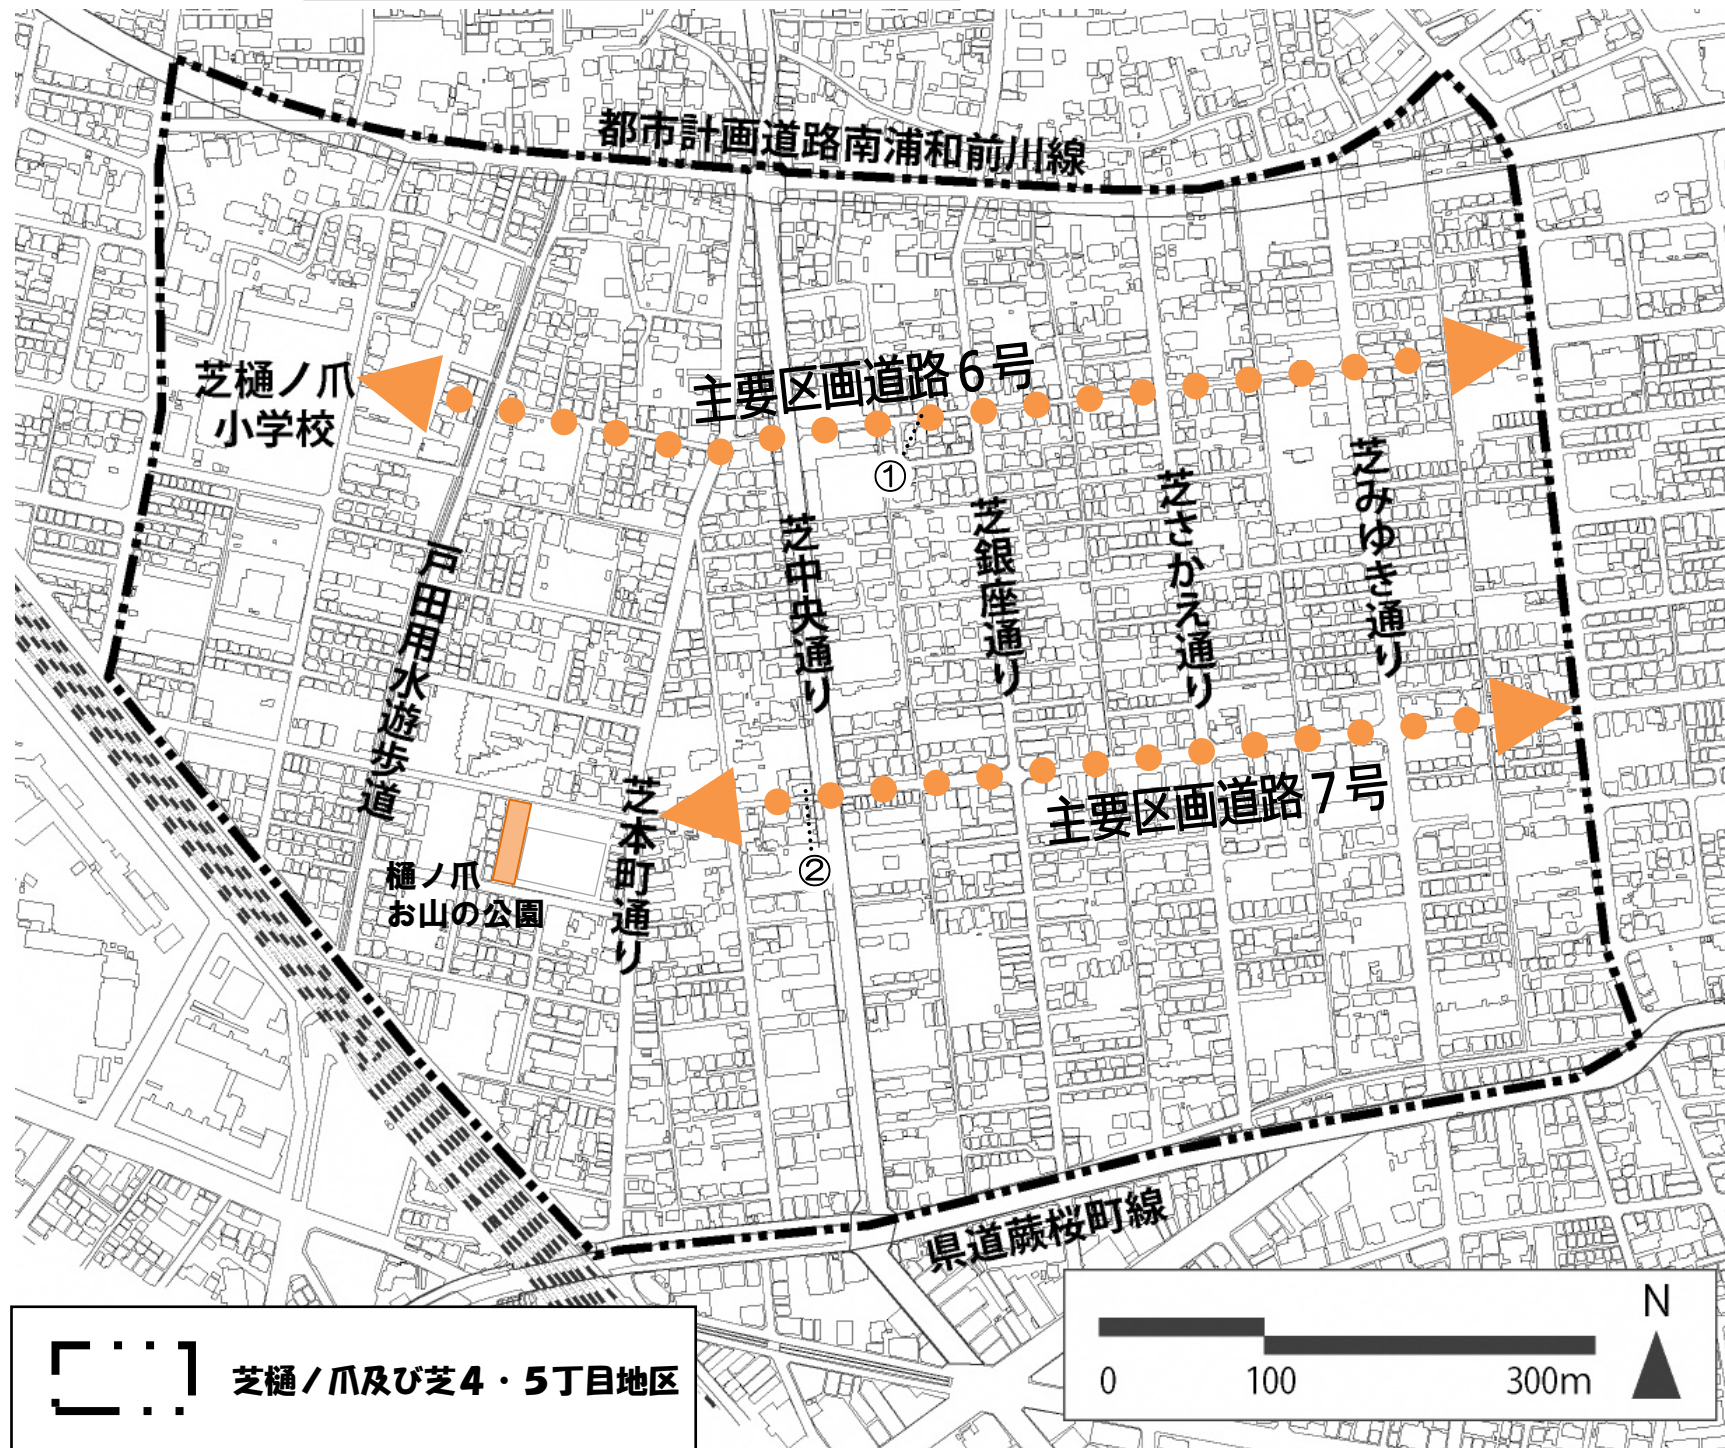 都市計画道路南浦和前川線
主要区画道路6号
芝樋ノ爪
小学校
①
芝みゆき通り
芝さかえ通り
芝銀座通り
芝中央通り
戸田用水遊歩道
主要区画道路7号
芝本町通り
②
樋ノ爪
お山の公園
県道蕨桜町線
芝樋ノ爪及び芝4・5丁目地区
N
0 100 300m